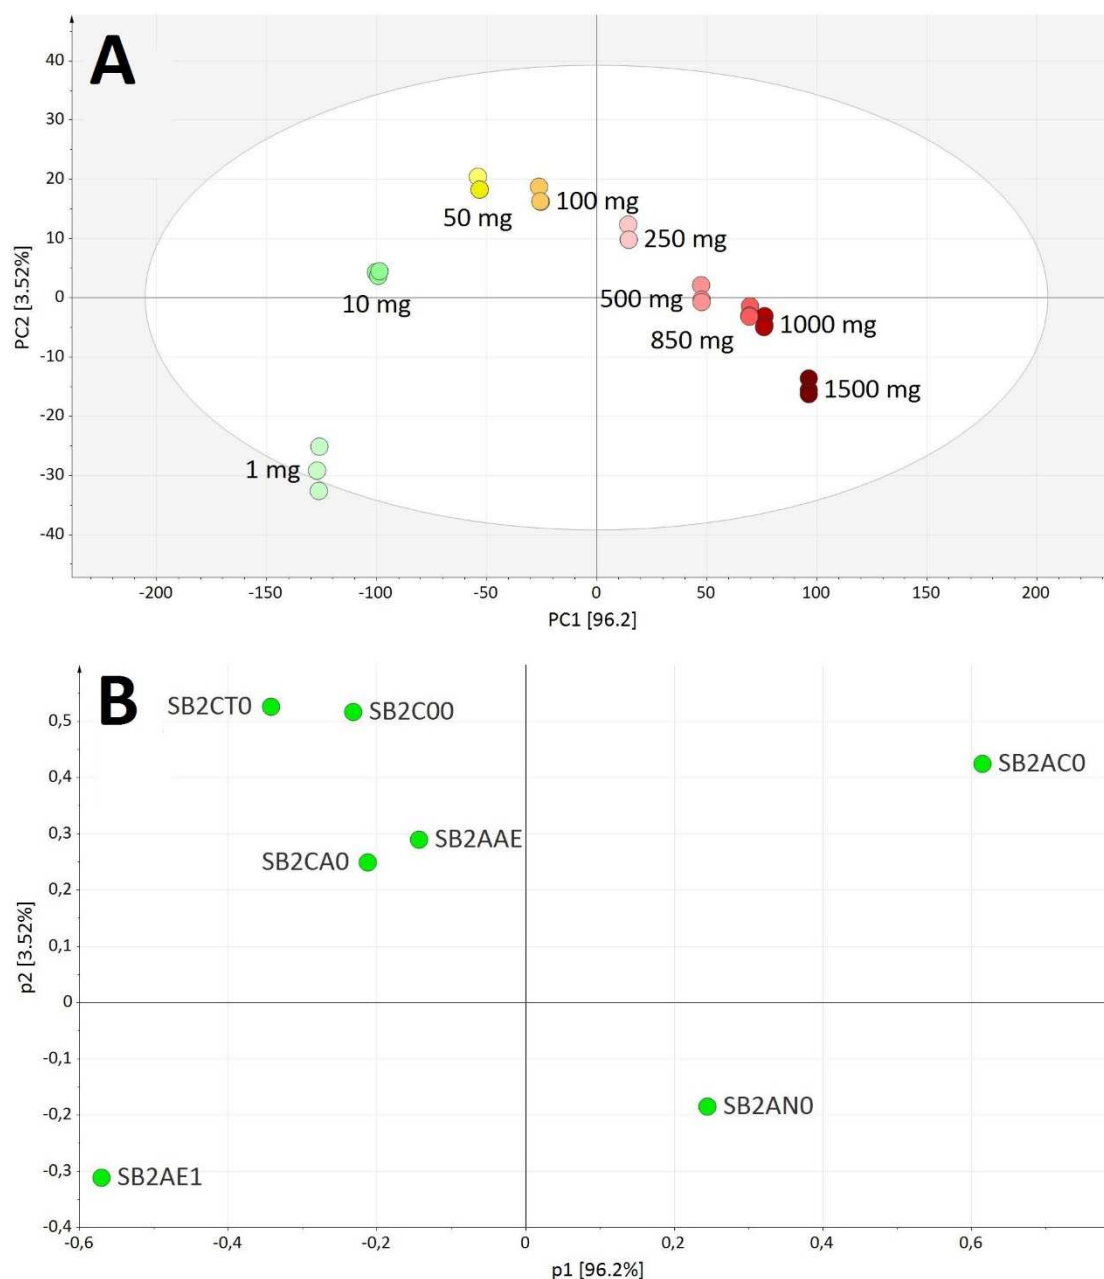 A
40
30
20
10
0
-10
-20
-30
-40
PC2 [3.52%]
50 mg
100 mg
250 mg
10 mg
500 mg
850 mg
1000 mg
1500 mg
1 mg
-200 -150 -100 -50 0 50 100 150 200
PC1 [96.2]
B
0,5
0,4
0,3
0,2
0,1
0
-0,1
-0,2
-0,3
-0,4
p2 [3.52%]
SB2CT0
SB2C00
SB2AC0
SB2AAE
SB2CA0
SB2AN0
SB2AE1
-0,6 -0,4 -0,2 0 0,2 0,4 0,6
p1 [96.2%]